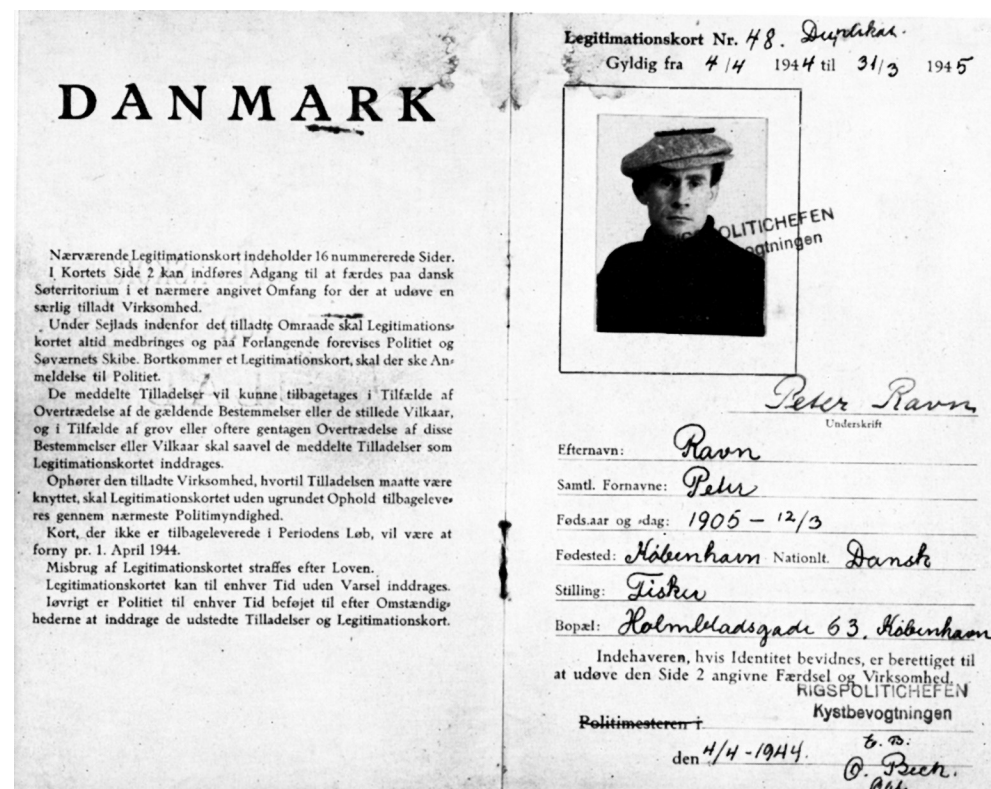 DANMARK
Nærværende Legitimationskort indeholder 16 nummererede Sider.
I Kortets Side 2 kan indføres Adgang til at færdes paa dansk
Søterritorium i et nærmere angivet Omfang for der at udøve en
særlig tilladt Virksomhed.
Under Sejlads indenfor det tilladte Omraade skal Legitimations-
kortet altid medbringes og paa Forlangende forevises Politiet og
Søværnets Skibe. Bortkommer et Legitimationskort, skal der ske An-
meldelse til Politiet.
De meddelte Tilladelser vil kunne tilbagetages i Tilfælde af
Overtrædelse af de gældende Bestemmelser eller de stillede Vilkaar,
og i Tilfælde af grov eller oftere gentagen Overtrædelse af disse
Bestemmelser eller Vilkaar skal saavel de meddelte Tilladelser som
Legitimationskortet inddrages.
Ophører den tilladte Virksomhed, hvortil Tilladelsen maatte være
knyttet, skal Legitimationskortet uden ugrundet Ophold tilbageleve-
res gennem nærmeste Politimyndighed.
Kort, der ikke er tilbageleverede i Periodens Løb, vil være at
forny pr. 1. April 1944.
Misbrug af Legitimationskortet straffes efter Loven.
Legitimationskortet kan til enhver Tid uden Varsel inddrages.
Iøvrigt er Politiet til enhver Tid beføjet til efter Omstændig-
hederne at inddrage de udstedte Tilladelser og Legitimationskort.
Legitimationskort Nr. 48. Duplikat.
Gyldig fra 4/4 1944 til 31/3 1945
RIGSPOLITICHEFEN
Kystbevogtningen
Peter Ravn
Underskrift
Efternavn: Ravn
Samtl. Fornavne: Peter
Føds.aar og -dag: 1905 - 12/3
Fødested: København Nationlt. Dansk
Stilling: Fisker
Bopæl: Holmbladsgade 63, København
Indehaveren, hvis Identitet bevidnes, er berettiget til
at udøve den Side 2 angivne Færdsel og Virksomhed.
RIGSPOLITICHEFEN
Kystbevogtningen
Politimesteren i
den 4/4-1944.
E. B.
O. Bech.